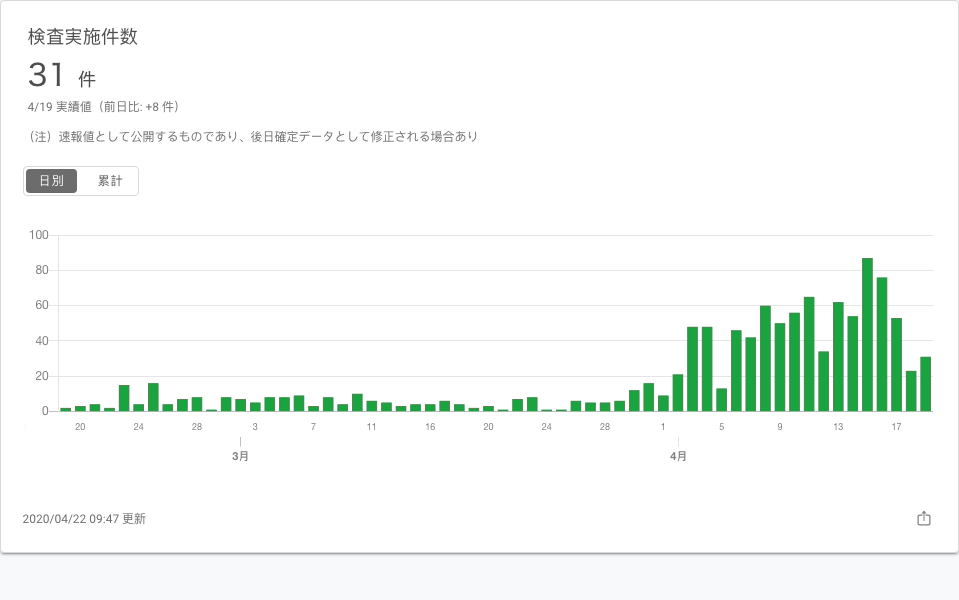 検査実施件数
31 件
4/19 実績値（前日比: +8 件）
（注）速報値として公開するものであり、後日確定データとして修正される場合あり
日別 累計
100
80
60
40
20
0
20 24 28 3 7 11 16 20 24 28 1 5 9 13 17
3月 4月
2020/04/22 09:47 更新